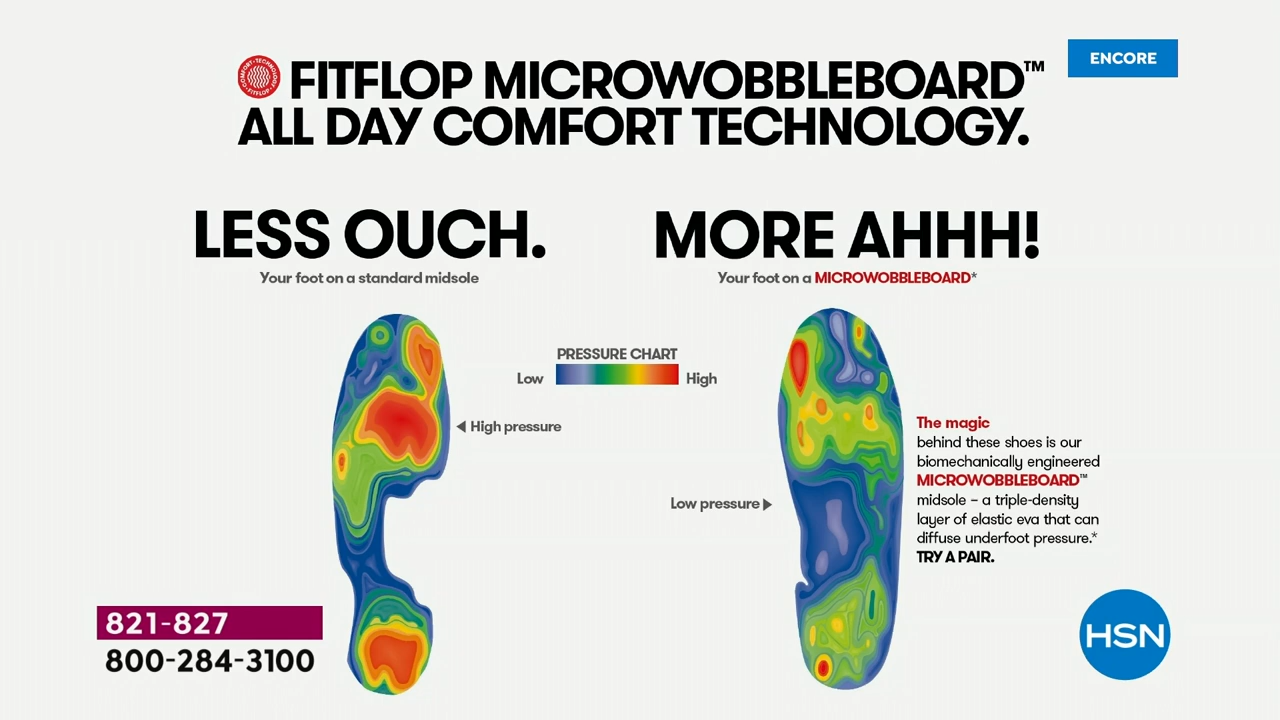 ENCORE
FITFLOP MICROWOBBLEBOARD™
ALL DAY COMFORT TECHNOLOGY.
LESS OUCH.
Your foot on a standard midsole
MORE AHHH!
Your foot on a MICROWOBBLEBOARD*
PRESSURE CHART
Low
High
High pressure
Low pressure
The magic
behind these shoes is our
biomechanically engineered
MICROWOBBLEBOARD™
midsole – a triple-density
layer of elastic eva that can
diffuse underfoot pressure.*
TRY A PAIR.
821-827
800-284-3100
HSN